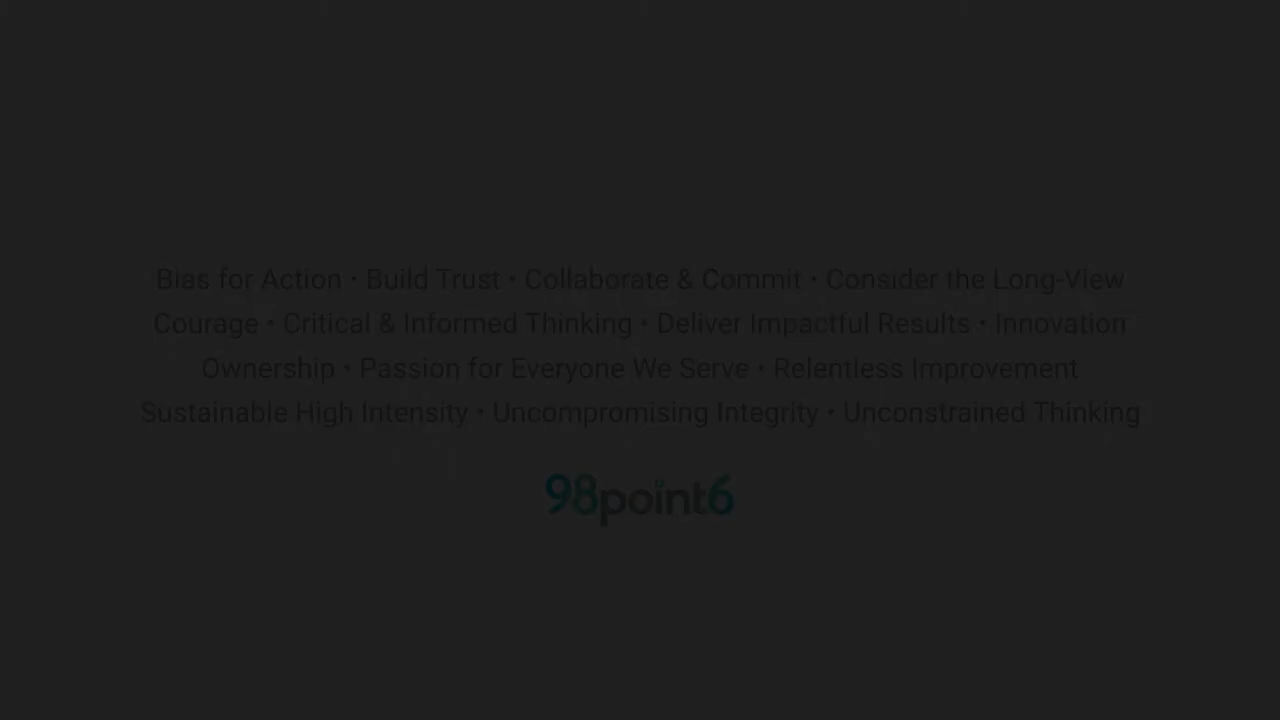 Bias for Action • Build Trust • Collaborate & Commit • Consider the Long-View
Courage • Critical & Informed Thinking • Deliver Impactful Results • Innovation
Ownership • Passion for Everyone We Serve • Relentless Improvement
Sustainable High Intensity • Uncompromising Integrity • Unconstrained Thinking
98point6